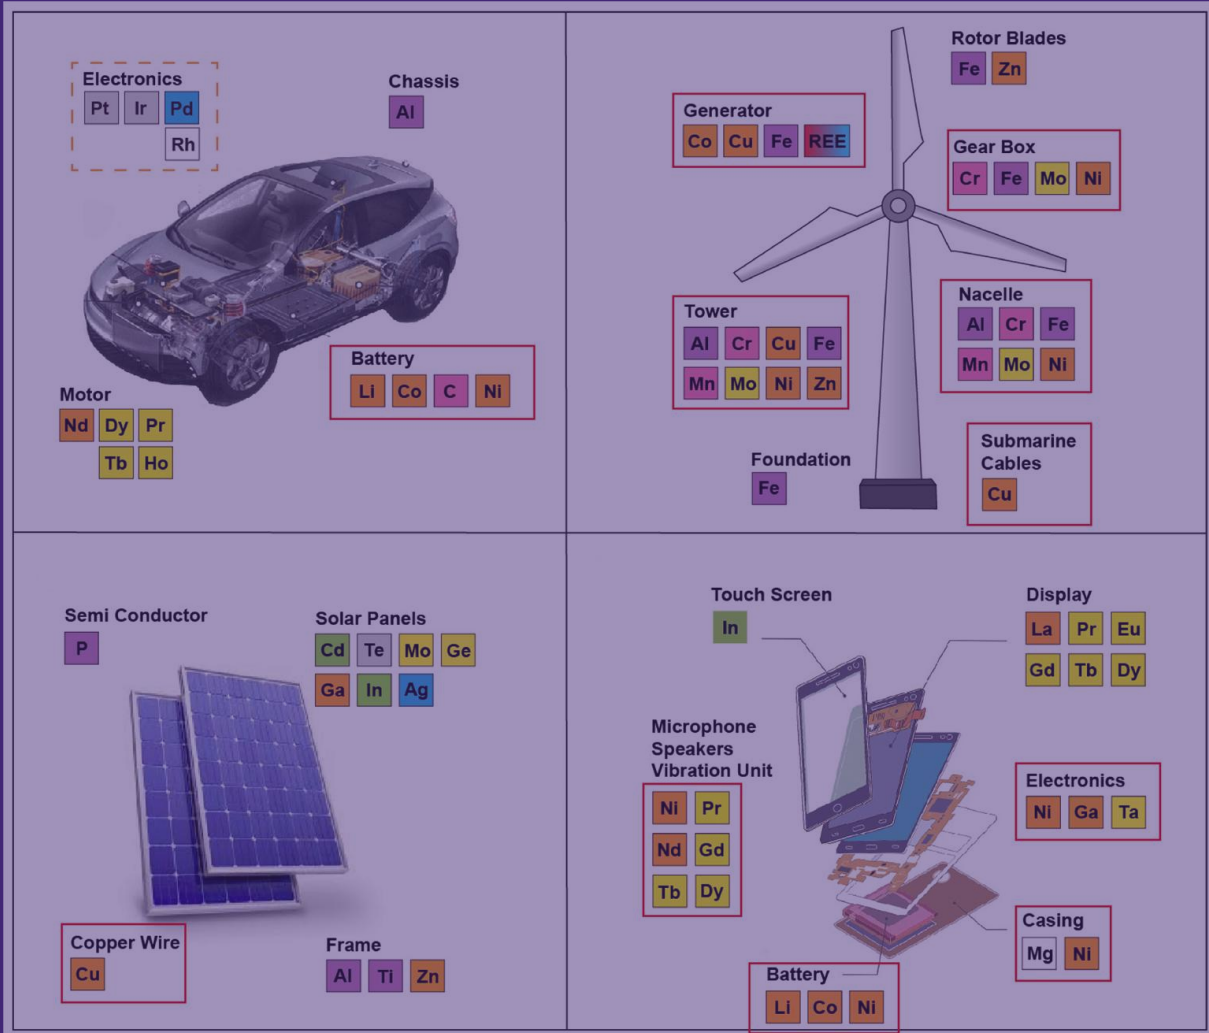 Electronics
Pt Ir Pd
Rh
Chassis
Al
Battery
Li Co C Ni
Motor
Nd Dy Pr
Tb Ho
Rotor Blades
Fe Zn
Generator
Co Cu Fe REE
Gear Box
Cr Fe Mo Ni
Tower
Al Cr Cu Fe
Mn Mo Ni Zn
Nacelle
Al Cr Fe
Mn Mo Ni
Foundation
Fe
Submarine
Cables
Cu
Semi Conductor
P
Solar Panels
Cd Te Mo Ge
Ga In Ag
Copper Wire
Cu
Frame
Al Ti Zn
Touch Screen
In
Display
La Pr Eu
Gd Tb Dy
Microphone
Speakers
Vibration Unit
Ni Pr
Nd Gd
Tb Dy
Electronics
Ni Ga Ta
Casing
Mg Ni
Battery
Li Co Ni